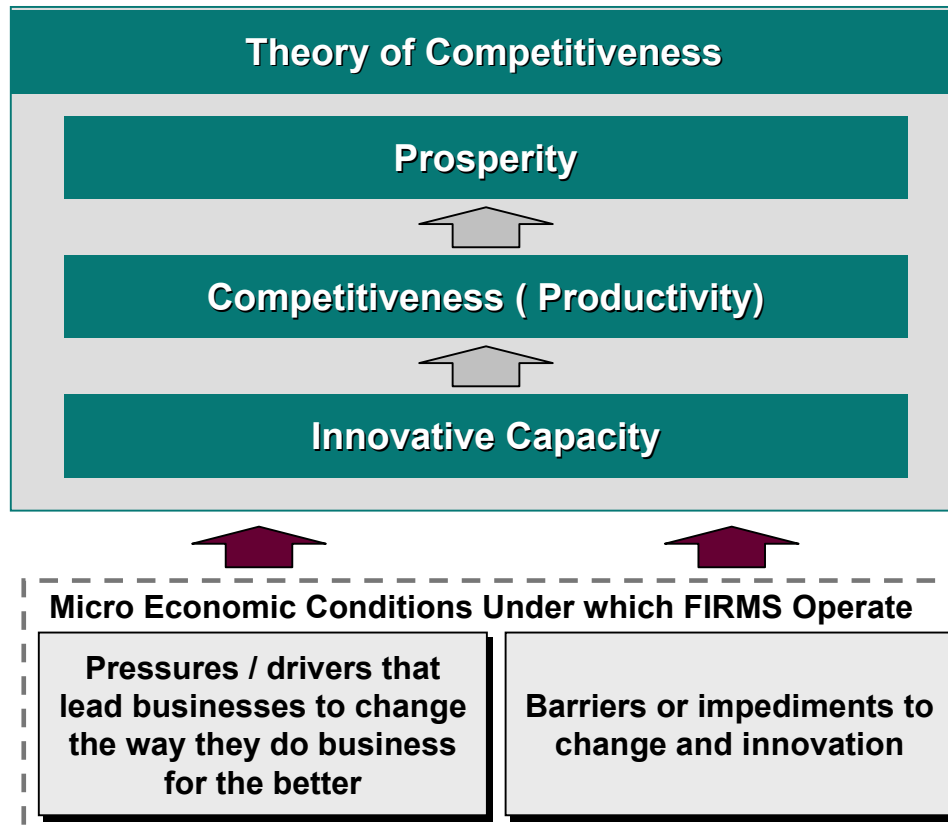 Theory of Competitiveness
Prosperity
Competitiveness ( Productivity)
Innovative Capacity
Micro Economic Conditions Under which FIRMS Operate
Pressures / drivers that
lead businesses to change
the way they do business
for the better
Barriers or impediments to
change and innovation